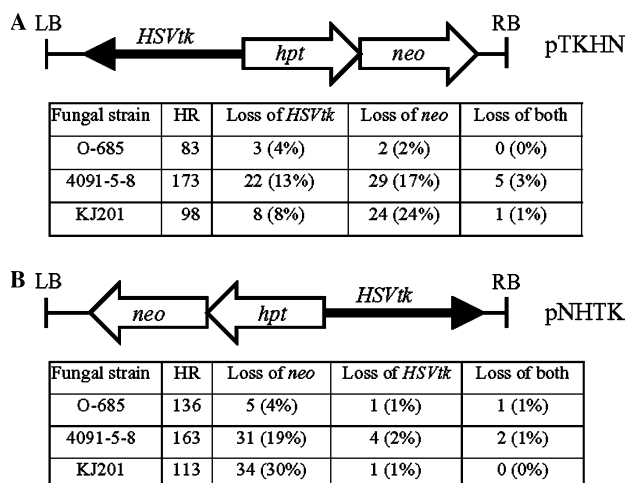 A LB HSVtk hpt neo RB pTKHN
Fungal strain HR Loss of HSVtk Loss of neo Loss of both
O-685 83 3 (4%) 2 (2%) 0 (0%)
4091-5-8 173 22 (13%) 29 (17%) 5 (3%)
KJ201 98 8 (8%) 24 (24%) 1 (1%)
B LB neo hpt HSVtk RB pNHTK
Fungal strain HR Loss of neo Loss of HSVtk Loss of both
O-685 136 5 (4%) 1 (1%) 1 (1%)
4091-5-8 163 31 (19%) 4 (2%) 2 (1%)
KJ201 113 34 (30%) 1 (1%) 0 (0%)